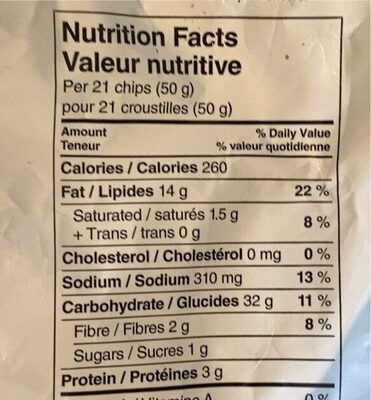 Nutrition Facts
Valeur nutritive
Per 21 chips (50 g)
pour 21 croustilles (50 g)
Amount % Daily Value
Teneur % valeur quotidienne
Calories / Calories 260
Fat / Lipides 14 g 22 %
Saturated / saturés 1.5 g
+ Trans / trans 0 g 8 %
Cholesterol / Cholestérol 0 mg 0 %
Sodium / Sodium 310 mg 13 %
Carbohydrate / Glucides 32 g 11 %
Fibre / Fibres 2 g 8 %
Sugars / Sucres 1 g
Protein / Protéines 3 g